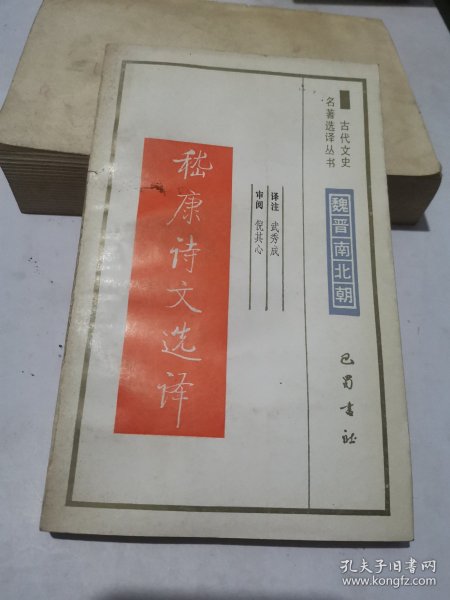 古代文史
名著选译丛书
魏晋南北朝
巴蜀书社
译注 武秀成
审阅 倪其心
嵇康诗文选译
孔夫子旧书网
www.kongfz.com